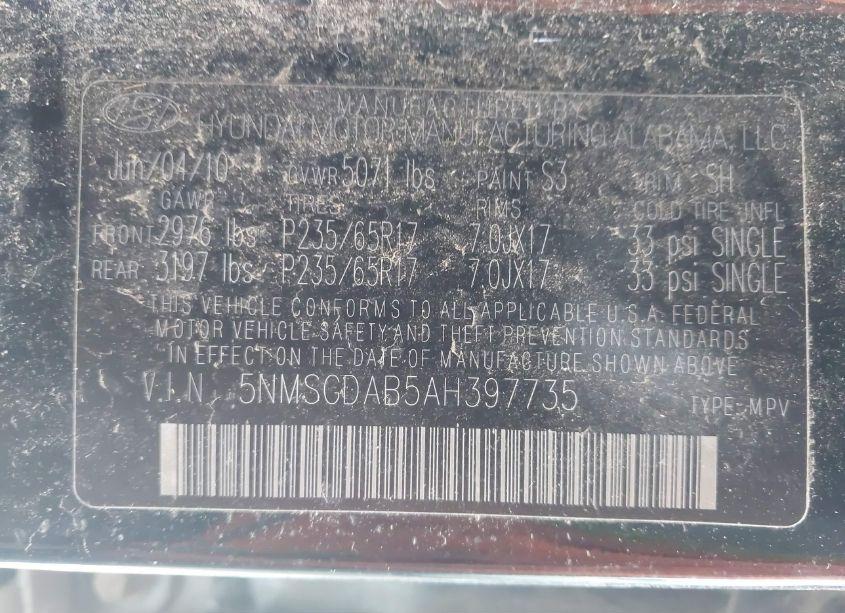 MANUFACTURED BY
HYUNDAI MOTOR MANUFACTURING ALABAMA, LLC
Jun/04/10 GVWR 5071 lbs PAINT S3 TRIM SH
GAWR TIRES RIMS COLD TIRE INFL
FRONT 2976 lbs P235/65R17 7.0JX17 33 psi SINGLE
REAR 3197 lbs P235/65R17 7.0JX17 33 psi SINGLE
THIS VEHICLE CONFORMS TO ALL APPLICABLE U.S.A. FEDERAL
MOTOR VEHICLE SAFETY AND THEFT PREVENTION STANDARDS
IN EFFECT ON THE DATE OF MANUFACTURE SHOWN ABOVE
V.I.N 5NMSGDAB5AH397735 TYPE: MPV